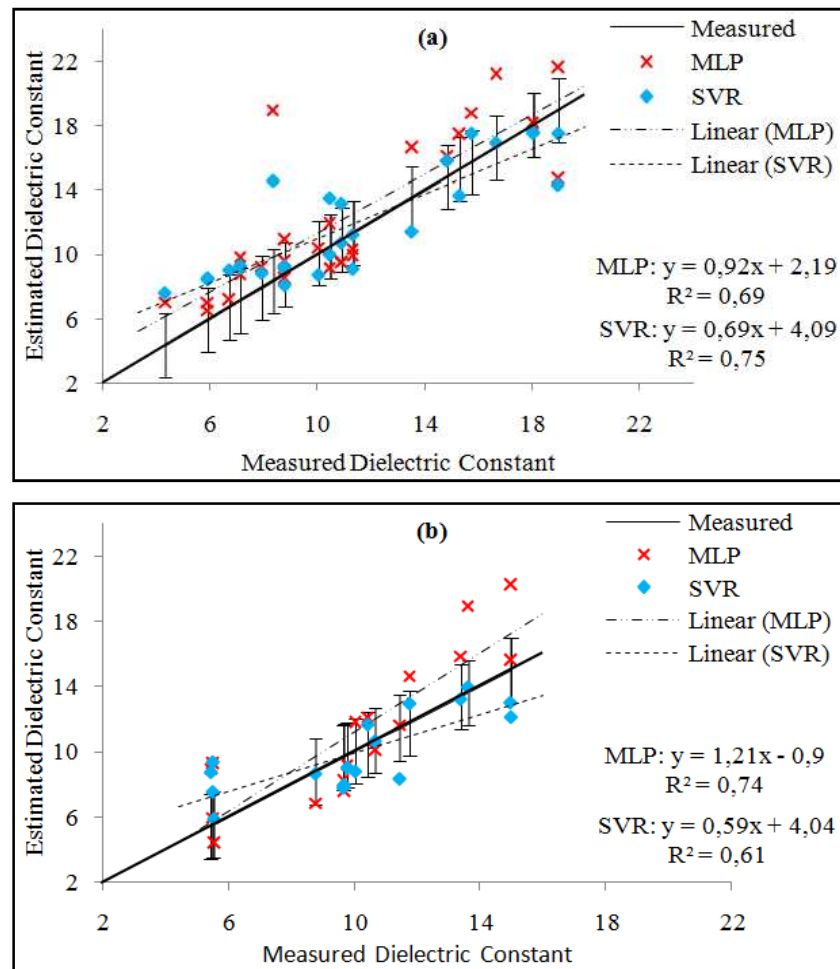 (a)
Measured
MLP
SVR
Linear (MLP)
Linear (SVR)
Estimated Dielectric Constant
22
18
14
10
6
2
MLP: y = 0,92x + 2,19
R² = 0,69
SVR: y = 0,69x + 4,09
R² = 0,75
2 6 10 14 18 22
Measured Dielectric Constant
(b)
Measured
MLP
SVR
Linear (MLP)
Linear (SVR)
Estimated Dielectric Constant
22
18
14
10
6
2
MLP: y = 1,21x - 0,9
R² = 0,74
SVR: y = 0,59x + 4,04
R² = 0,61
2 6 10 14 18 22
Measured Dielectric Constant